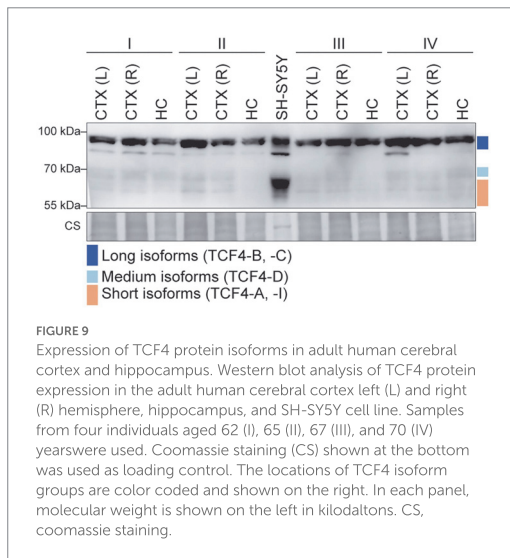 I II III IV
CTX (L) CTX (R) HC CTX (L) CTX (R) HC SH-SY5Y CTX (L) CTX (R) HC CTX (L) CTX (R) HC
100 kDa
70 kDa
55 kDa
CS
Long isoforms (TCF4-B, -C)
Medium isoforms (TCF4-D)
Short isoforms (TCF4-A, -I)
FIGURE 9
Expression of TCF4 protein isoforms in adult human cerebral
cortex and hippocampus. Western blot analysis of TCF4 protein
expression in the adult human cerebral cortex left (L) and right
(R) hemisphere, hippocampus, and SH-SY5Y cell line. Samples
from four individuals aged 62 (I), 65 (II), 67 (III), and 70 (IV)
yearswere used. Coomassie staining (CS) shown at the bottom
was used as loading control. The locations of TCF4 isoform
groups are color coded and shown on the right. In each panel,
molecular weight is shown on the left in kilodaltons. CS,
coomassie staining.